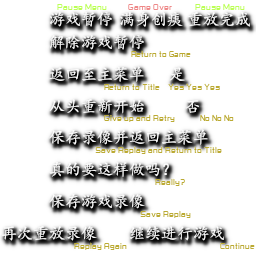 Pause Menu Game Over Pause Menu
游戏暂停 满身创痍 重放完成
解除游戏暂停
Return to Game
返回至主菜单 是
Return to Title Yes Yes Yes
从头重新开始 否
Give up and Retry No No No
保存录像并返回主菜单
Save Replay and Return to Title
真的要这样做吗?
Really?
保存游戏录像
Save Replay
再次重放录像 继续进行游戏
Replay Again Continue